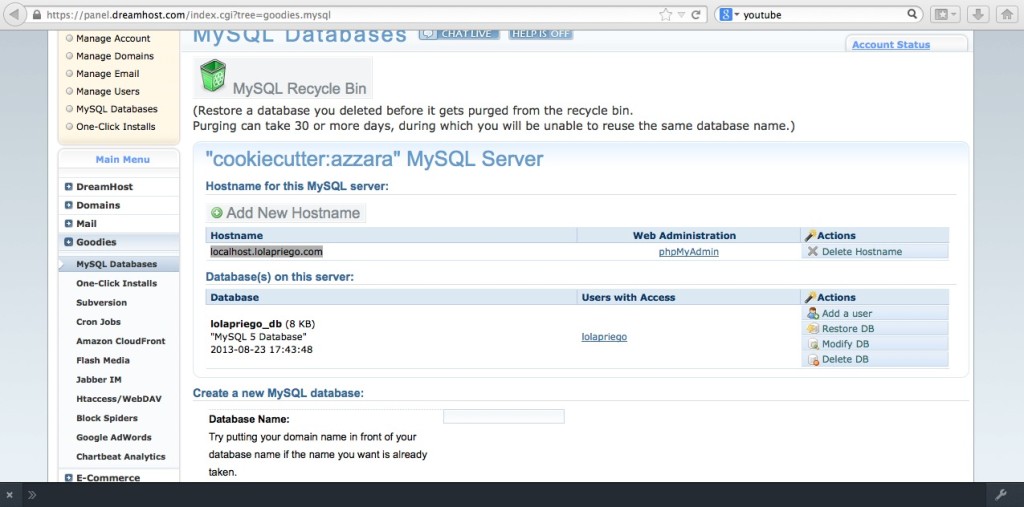 https://panel.dreamhost.com/index.cgi?tree=goodies.mysql
youtube
Manage Account
Manage Domains
Manage Email
Manage Users
MySQL Databases
One-Click Installs
Main Menu
DreamHost
Domains
Mail
Goodies
MySQL Databases
One-Click Installs
Subversion
Cron Jobs
Amazon CloudFront
Flash Media
Jabber IM
Htaccess/WebDAV
Block Spiders
Google AdWords
Chartbeat Analytics
E-Commerce
MySQL Databases
CHAT LIVE
HELP IS OFF
Account Status
MySQL Recycle Bin
(Restore a database you deleted before it gets purged from the recycle bin.
Purging can take 30 or more days, during which you will be unable to reuse the same database name.)
"cookiecutter:azzara" MySQL Server
Hostname for this MySQL server:
Add New Hostname
Hostname Web Administration Actions
localhost.lolapriego.com phpMyAdmin Delete Hostname
Database(s) on this server:
Database Users with Access Actions
lolapriego_db (8 KB)
"MySQL 5 Database"
2013-08-23 17:43:48
lolapriego
Add a user
Restore DB
Modify DB
Delete DB
Create a new MySQL database:
Database Name:
Try putting your domain name in front of your
database name if the name you want is already
taken.